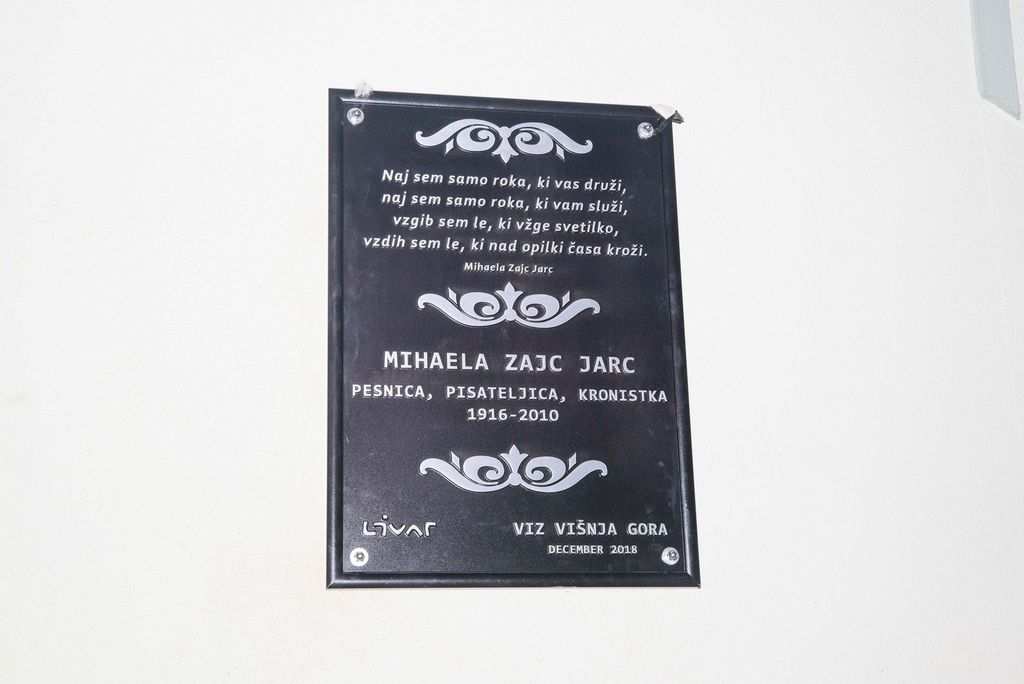 Naj sem samo roka, ki vas druži,
naj sem samo roka, ki vam služi,
vzgib sem le, ki vžge svetilko,
vzdih sem le, ki nad opilki časa kroži.
Mihaela Zajc Jarc
MIHAELA ZAJC JARC
PESNICA, PISATELJICA, KRONISTKA
1916-2010
Livar
VIZ VIŠNJA GORA
DECEMBER 2018